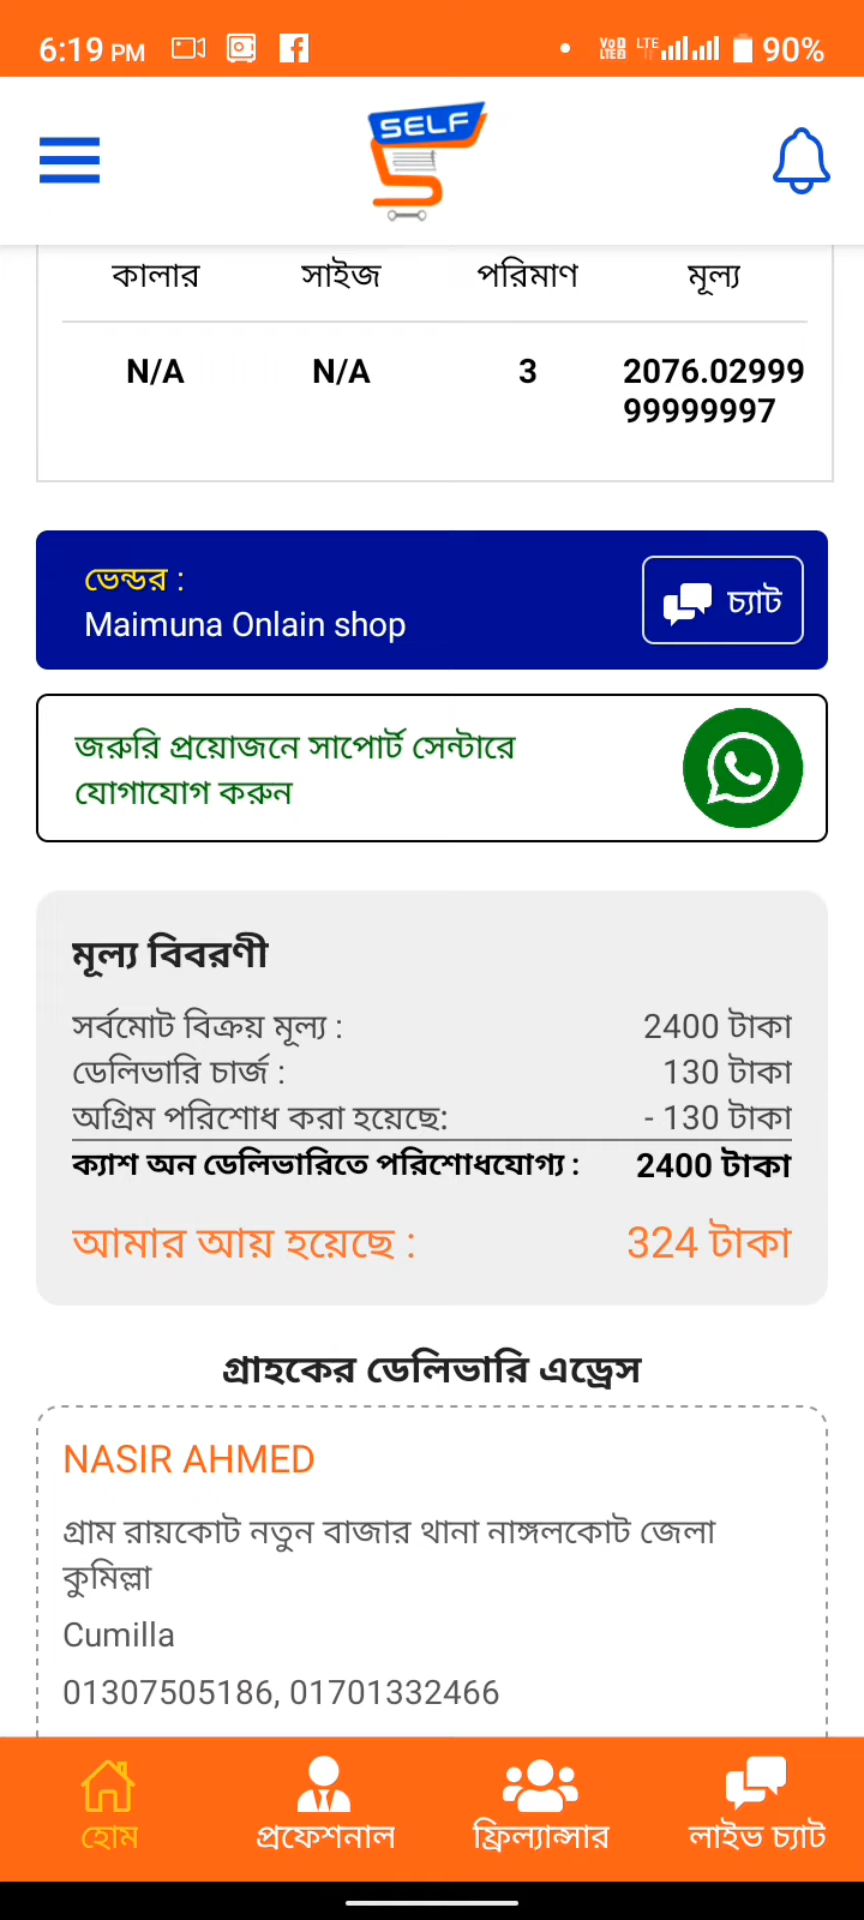 6:19 PM
LTE 90%
SELF
কালার সাইজ পরিমাণ মূল্য
N/A N/A 3 2076.02999
99999997
ভেন্ডর :
Maimuna Onlain shop
চ্যাট
জরুরি প্রয়োজনে সাপোর্ট সেন্টারে
যোগাযোগ করুন
মূল্য বিবরণী
সর্বমোট বিক্রয় মূল্য : 2400 টাকা
ডেলিভারি চার্জ : 130 টাকা
অগ্রিম পরিশোধ করা হয়েছে: - 130 টাকা
ক্যাশ অন ডেলিভারিতে পরিশোধযোগ্য : 2400 টাকা
আমার আয় হয়েছে : 324 টাকা
গ্রাহকের ডেলিভারি এড্রেস
NASIR AHMED
গ্রাম রায়কোট নতুন বাজার থানা নাঙ্গলকোট জেলা
কুমিল্লা
Cumilla
01307505186, 01701332466
হোম প্রফেশনাল ফ্রিল্যান্সার লাইভ চ্যাট